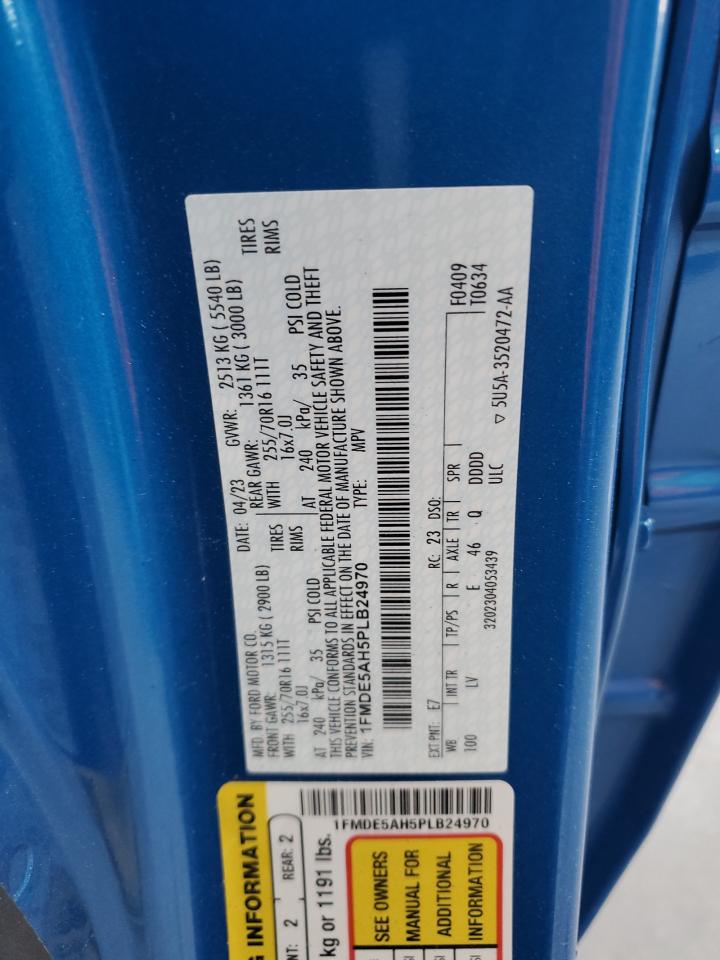 MFD. BY FORD MOTOR CO.
DATE: 04/23 GVWR: 2513 KG ( 5540 LB)
FRONT GAWR: 1315 KG ( 2900 LB) REAR GAWR: 1361 KG ( 3000 LB)
WITH 255/70R16 111T TIRES WITH 255/70R16 111T TIRES
16x7.0J RIMS 16x7.0J RIMS
AT 240 kPa/ 35 PSI COLD AT 240 kPa/ 35 PSI COLD
THIS VEHICLE CONFORMS TO ALL APPLICABLE FEDERAL MOTOR VEHICLE SAFETY AND THEFT
PREVENTION STANDARDS IN EFFECT ON THE DATE OF MANUFACTURE SHOWN ABOVE.
VIN: 1FMDE5AH5PLB24970 TYPE: MPV
EXT PNT: E7 RC: 23 DSO: F0409
WB INT TR TP/PS R AXLE TR SPR T0634
100 LV E 46 Q DDDD
ULC
3202304053439 ▽ 5U5A-3520472-AA
1FMDE5AH5PLB24970
G INFORMATION
NT: 2 REAR: 2
kg or 1191 lbs.
SEE OWNERS
MANUAL FOR
ADDITIONAL
INFORMATION